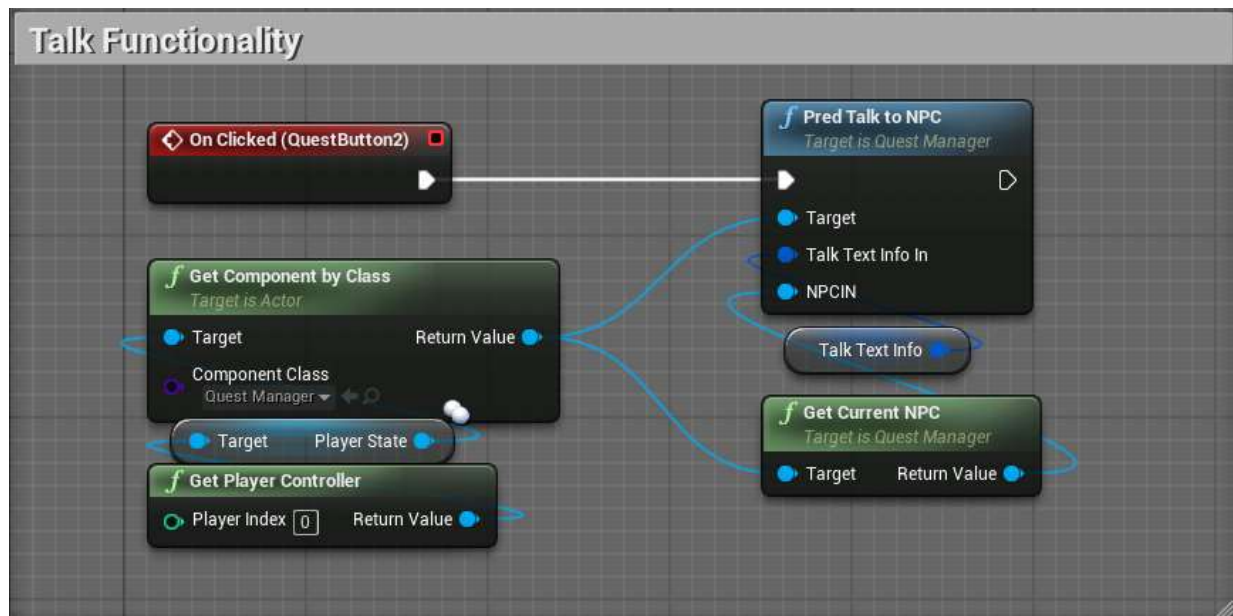 Talk Functionality
On Clicked (QuestButton2)
Pred Talk to NPC
Target is Quest Manager
Target
Talk Text Info In
NPCIN
Get Component by Class
Target is Actor
Target Return Value
Component Class
Quest Manager
Talk Text Info
Target Player State
Get Current NPC
Target is Quest Manager
Target Return Value
Get Player Controller
Player Index 0 Return Value